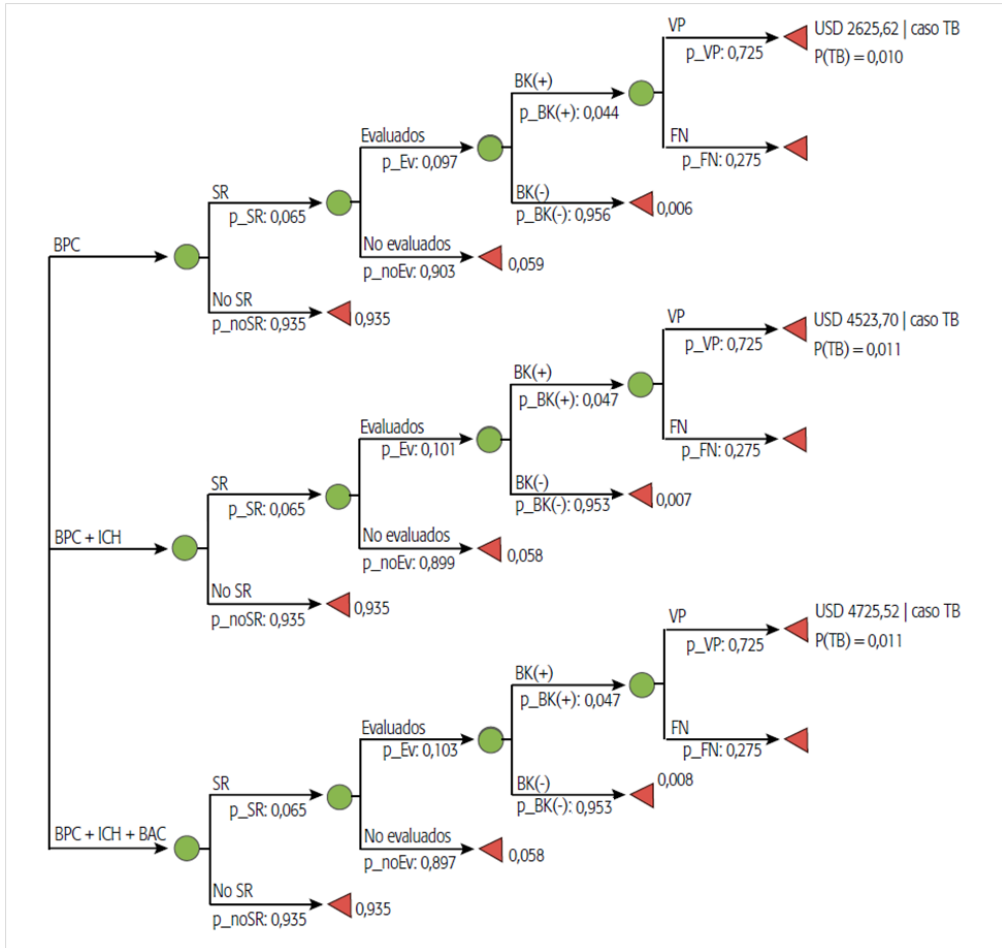 VP
USD 2625,62 | caso TB
p_VP: 0,725
P(TB) = 0,010
BK(+)
p_BK(+): 0,044
Evaluados
FN
p_Ev: 0,097
p_FN: 0,275
SR
BK(-)
p_SR: 0,065
p_BK(-): 0,956
0,006
BPC
No evaluados
p_noEv: 0,903
0,059
No SR
p_noSR: 0,935
0,935
VP
USD 4523,70 | caso TB
p_VP: 0,725
P(TB) = 0,011
BK(+)
p_BK(+): 0,047
Evaluados
FN
p_Ev: 0,101
p_FN: 0,275
SR
BK(-)
p_SR: 0,065
p_BK(-): 0,953
0,007
BPC + ICH
No evaluados
p_noEv: 0,899
0,058
No SR
p_noSR: 0,935
0,935
VP
USD 4725,52 | caso TB
p_VP: 0,725
P(TB) = 0,011
BK(+)
p_BK(+): 0,047
Evaluados
FN
p_Ev: 0,103
p_FN: 0,275
SR
BK(-)
0,008
p_SR: 0,065
p_BK(-): 0,953
BPC + ICH + BAC
No evaluados
p_noEv: 0,897
0,058
No SR
p_noSR: 0,935
0,935